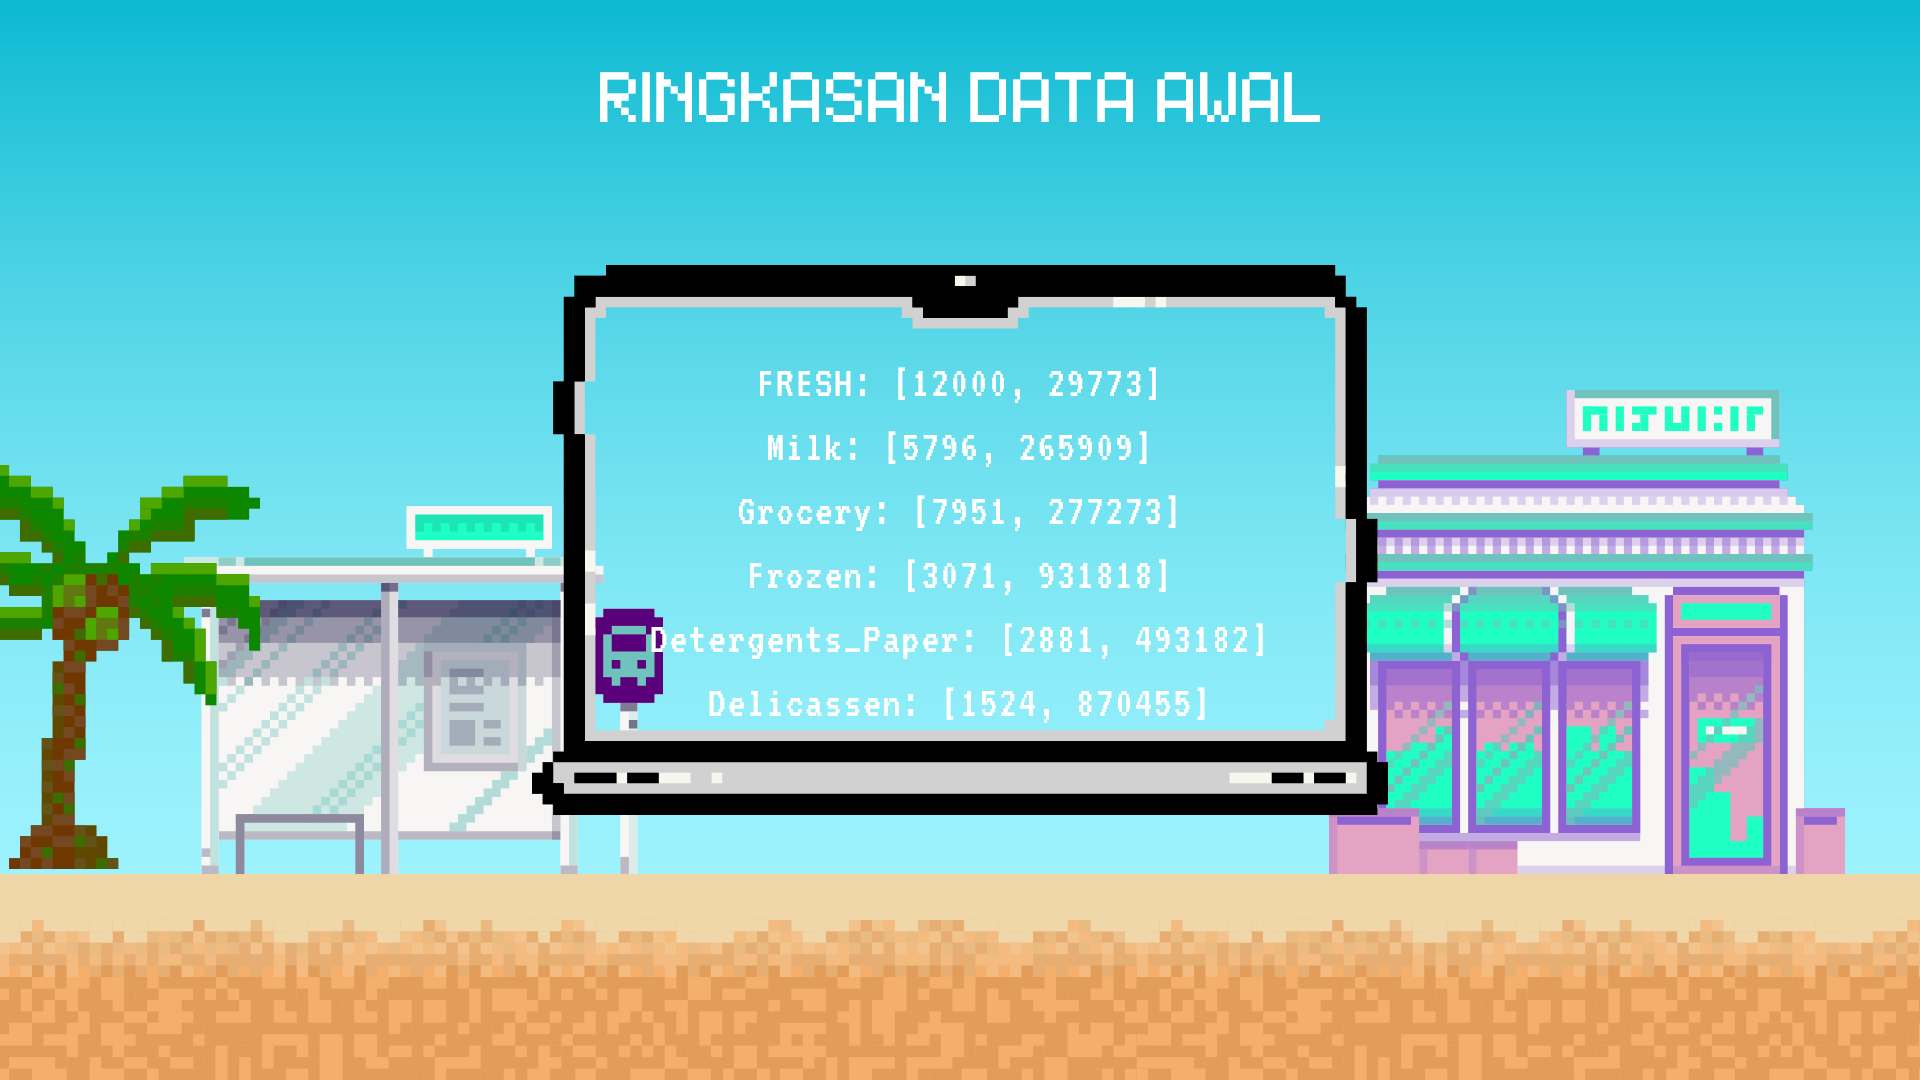 RINGKASAN DATA AWAL
FRESH: [12000, 29773]
Milk: [5796, 265909]
Grocery: [7951, 277273]
Frozen: [3071, 931818]
Detergents_Paper: [2881, 493182]
Delicassen: [1524, 870455]